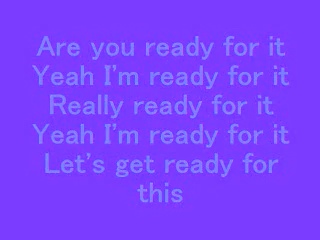 Are you ready for it
Yeah I'm ready for it
Really ready for it
Yeah I'm ready for it
Let's get ready for
this